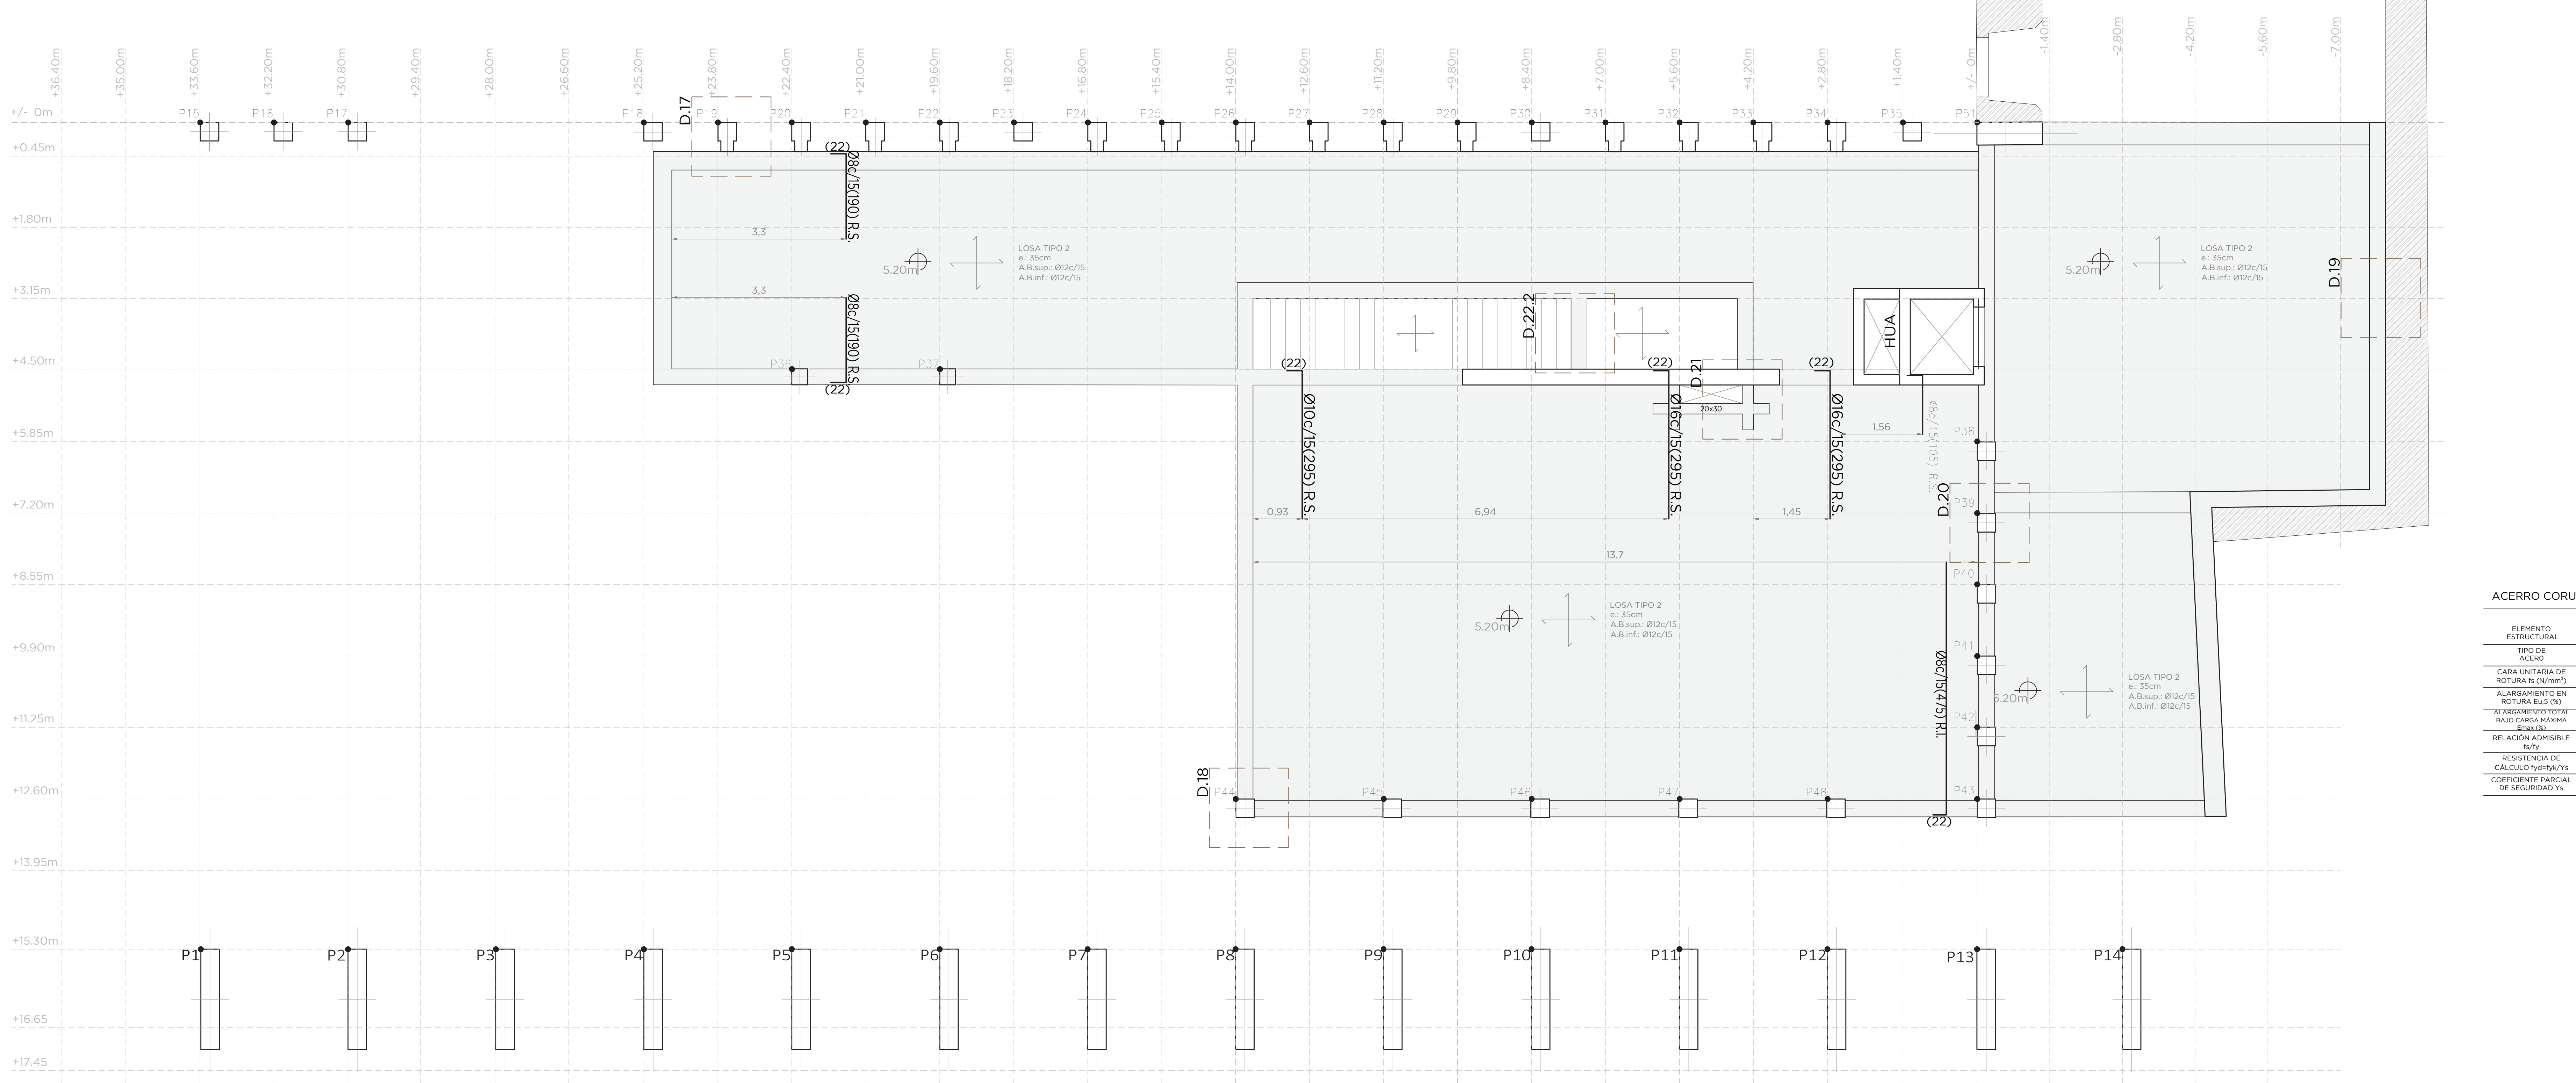 +36.40m
+35.00m
+33.60m
+32.20m
+30.80m
+29.40m
+28.00m
+26.60m
+25.20m
+23.80m
+22.40m
+21.00m
+19.60m
+18.20m
+16.80m
+15.40m
+14.00m
+12.60m
+11.20m
+9.80m
+8.40m
+7.00m
+5.60m
+4.20m
+2.80m
+1.40m
+/- 0m
-1.40m
-2.80m
-4.20m
-5.60m
-7.00m
+/- 0m
P15
P16
P17
P18
P19
P20
P21
P22
P23
P24
P25
P26
P27
P28
P29
P30
P31
P32
P33
P34
P35
P51
D.17
+0.45m
(22)
Ø8c/15(190) R.S.
+1.80m
3,3
5.20m
LOSA TIPO 2
e.: 35cm
A.B.sup.: Ø12c/15
A.B.inf.: Ø12c/15
5.20m
LOSA TIPO 2
e.: 35cm
A.B.sup.: Ø12c/15
A.B.inf.: Ø12c/15
D.19
+3.15m
3,3
Ø8c/15(190) R.S.
D.22.2
HUA
+4.50m
P36
P37
(22)
(22)
(22)
D.21
(22)
20x30
Ø10c/15(295) R.S.
Ø16c/15(295) R.S.
Ø16c/15(295) R.S.
ø8c/15(105) R.S.
+5.85m
1,56
P38
+7.20m
0,93
6,94
1,45
D.20
P39
13,7
+8.55m
P40
5.20m
LOSA TIPO 2
e.: 35cm
A.B.sup.: Ø12c/15
A.B.inf.: Ø12c/15
+9.90m
P41
Ø8c/15(475) R.I.
5.20m
LOSA TIPO 2
e.: 35cm
A.B.sup.: Ø12c/15
A.B.inf.: Ø12c/15
+11.25m
P42
D.18
+12.60m
P44
P45
P46
P47
P48
P43
(22)
+13.95m
+15.30m
P1
P2
P3
P4
P5
P6
P7
P8
P9
P10
P11
P12
P13
P14
+16.65
+17.45
ACERRO CORU
ELEMENTO
ESTRUCTURAL
TIPO DE
ACERO
CARA UNITARIA DE
ROTURA fs (N/mm²)
ALARGAMIENTO EN
ROTURA Eu,5 (%)
ALARGAMIENTO TOTAL
BAJO CARGA MÁXIMA
Emax (%)
RELACIÓN ADMISIBLE
fs/fy
RESISTENCIA DE
CÁLCULO fyd=fyk/Ys
COEFICIENTE PARCIAL
DE SEGURIDAD Ys